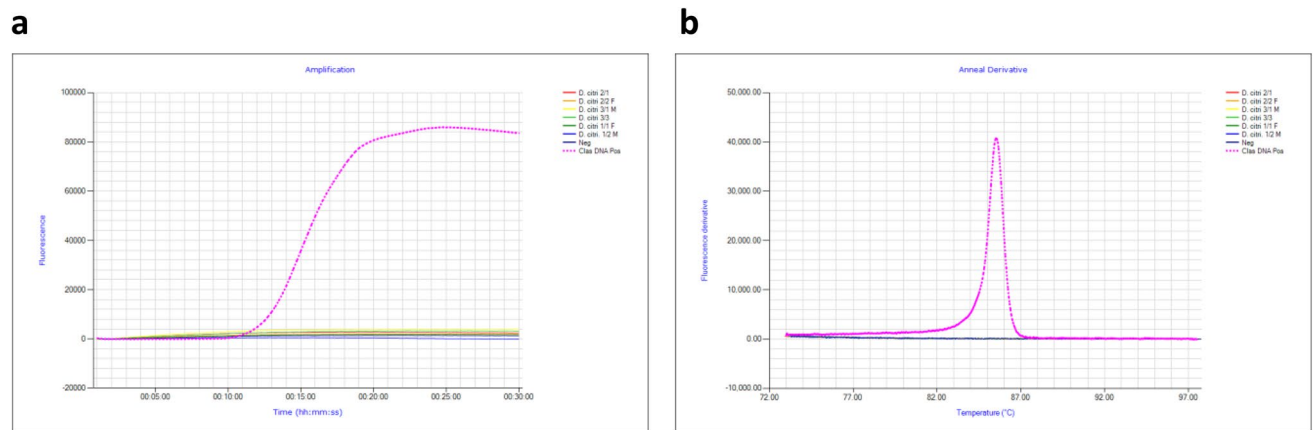 a
b
Amplification
100000
80000
60000
40000
20000
0
-20000
Fluorescence
00:05:00
00:10:00
00:15:00
00:20:00
00:25:00
00:30:00
Time (hh:mm:ss)
D. citri 2/1
D. citri 2/2 F
D. citri 3/1 M
D. citri 3/3
D. citri 1/1 F
D. citri. 1/2 M
Neg
Clas DNA Pos
Anneal Derivative
50,000.00
40,000.00
30,000.00
20,000.00
10,000.00
0.00
-10,000.00
Fluorescence derivative
72.00
77.00
82.00
87.00
92.00
97.00
Temperature (°C)
D. citri 2/1
D. citri 2/2 F
D. citri 3/1 M
D. citri 3/3
D. citri 1/1 F
D. citri. 1/2 M
Neg
Clas DNA Pos